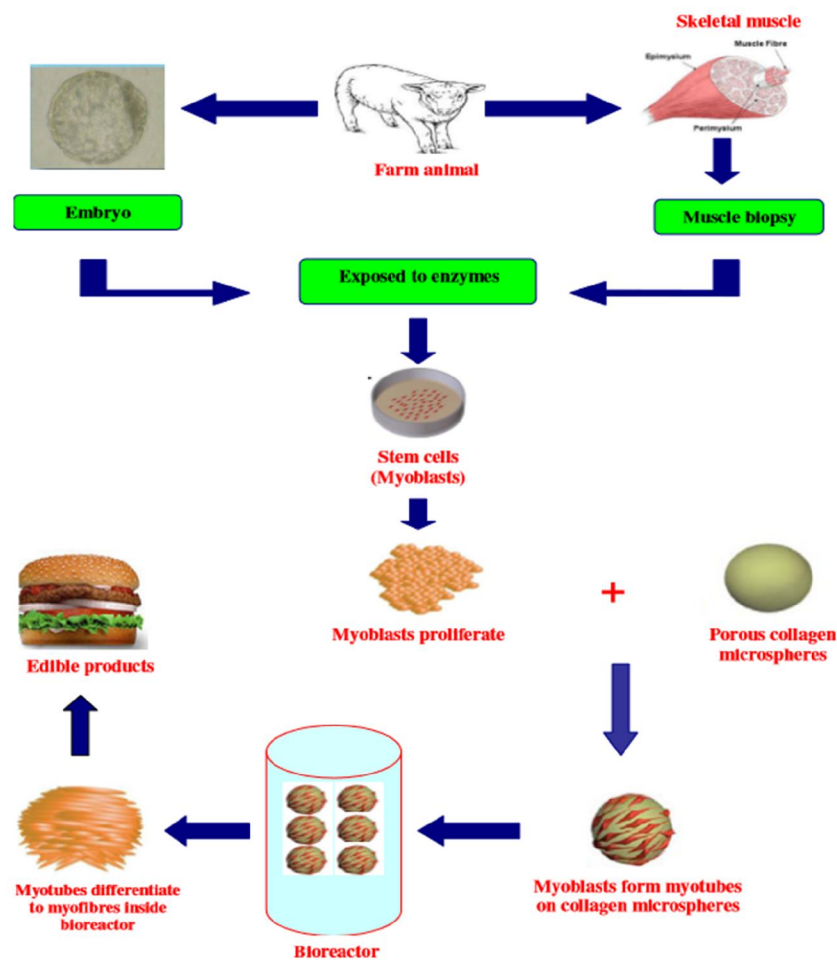 Skeletal muscle
Muscle Fibre
Epimysium
Perimysium
Farm animal
Embryo
Muscle biopsy
Exposed to enzymes
Stem cells
(Myoblasts)
Myoblasts proliferate
+
Porous collagen
microspheres
Edible products
Myoblasts form myotubes
on collagen microspheres
Bioreactor
Myotubes differentiate
to myofibres inside
bioreactor